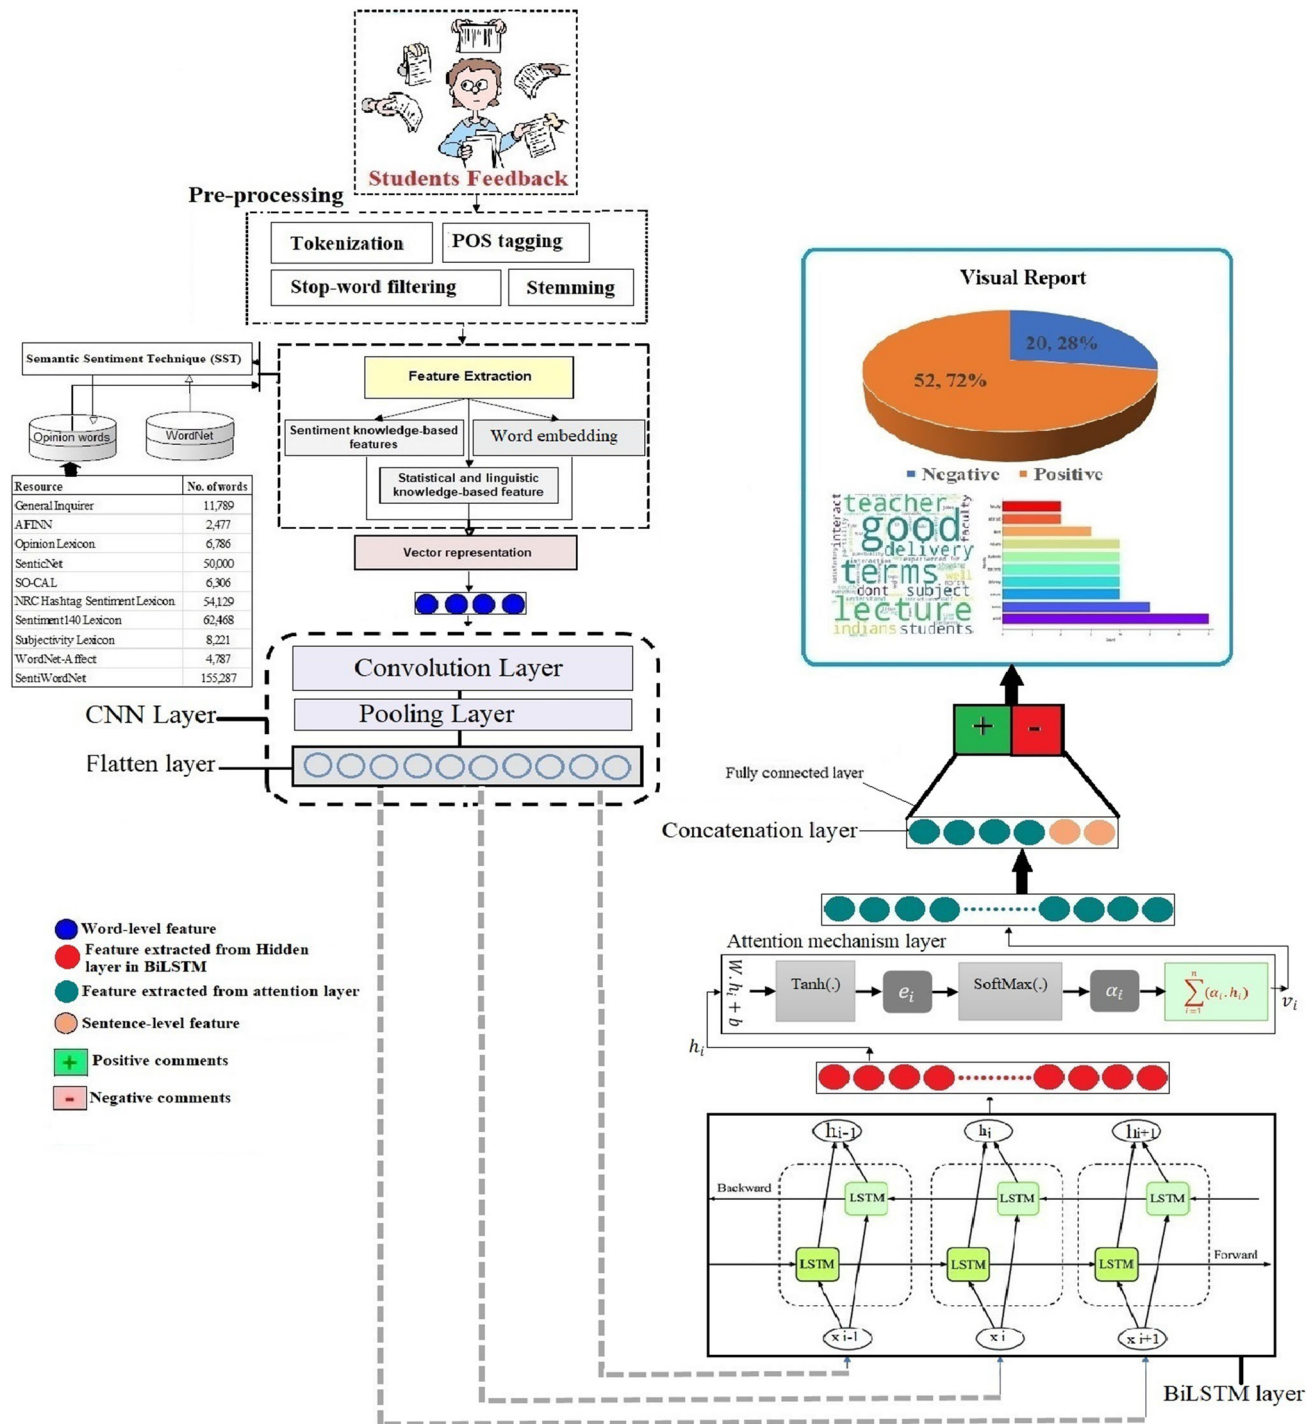 Students Feedback
Pre-processing
Tokenization
POS tagging
Stop-word filtering
Stemming
Semantic Sentiment Technique (SST)
Opinion words
WordNet
Feature Extraction
Sentiment knowledge-based
features
Word embedding
Statistical and linguistic
knowledge-based feature
Vector representation
Resource No. of words
General Inquirer 11,789
AFINN 2,477
Opinion Lexicon 6,786
SenticNet 50,000
SO-CAL 6,306
NRC Hashtag Sentiment Lexicon 54,129
Sentiment140 Lexicon 62,468
Subjectivity Lexicon 8,221
WordNet-Affect 4,787
SentiWordNet 155,287
CNN Layer
Convolution Layer
Pooling Layer
Flatten layer
Word-level feature
Feature extracted from Hidden
layer in BiLSTM
Feature extracted from attention layer
Sentence-level feature
+ Positive comments
- Negative comments
Visual Report
20, 28%
52, 72%
Negative Positive
teacher
interact
good
faculty
delivery
terms
well
dont
subject
lecture
indians
students
+ -
Fully connected layer
Concatenation layer
Attention mechanism layer
W.hᵢ + b
Tanh(.)
eᵢ
SoftMax(.)
αᵢ
∑ⁿᵢ₌₁(αᵢ.hᵢ)
vᵢ
hᵢ
hi-1
hi
hi+1
Backward
LSTM
LSTM
LSTM
LSTM
LSTM
LSTM
Forward
x i-1
x i
x i+1
BiLSTM layer